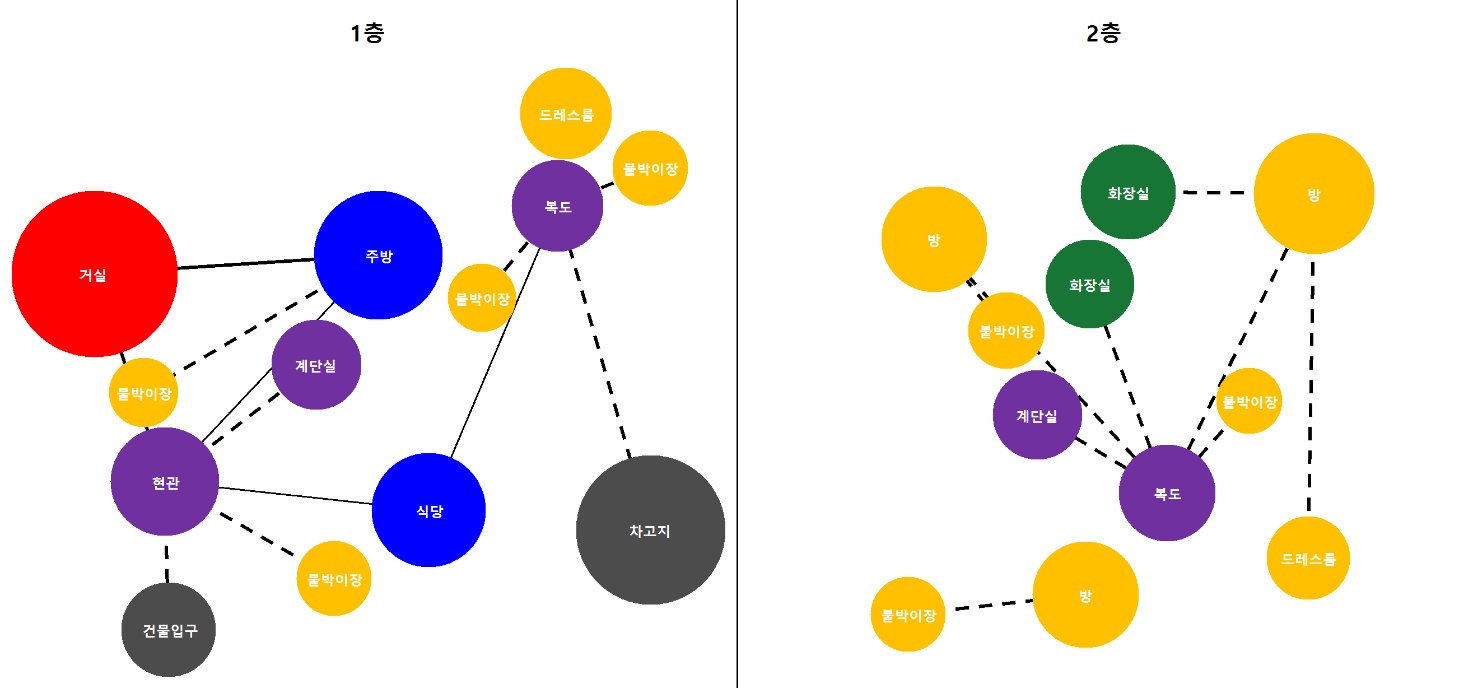 1층
드레스룸
붙박이장
복도
주방
거실
붙박이장
계단실
붙박이장
현관
식당
차고지
붙박이장
건물입구
2층
화장실
방
방
화장실
붙박이장
붙박이장
계단실
복도
드레스룸
방
붙박이장